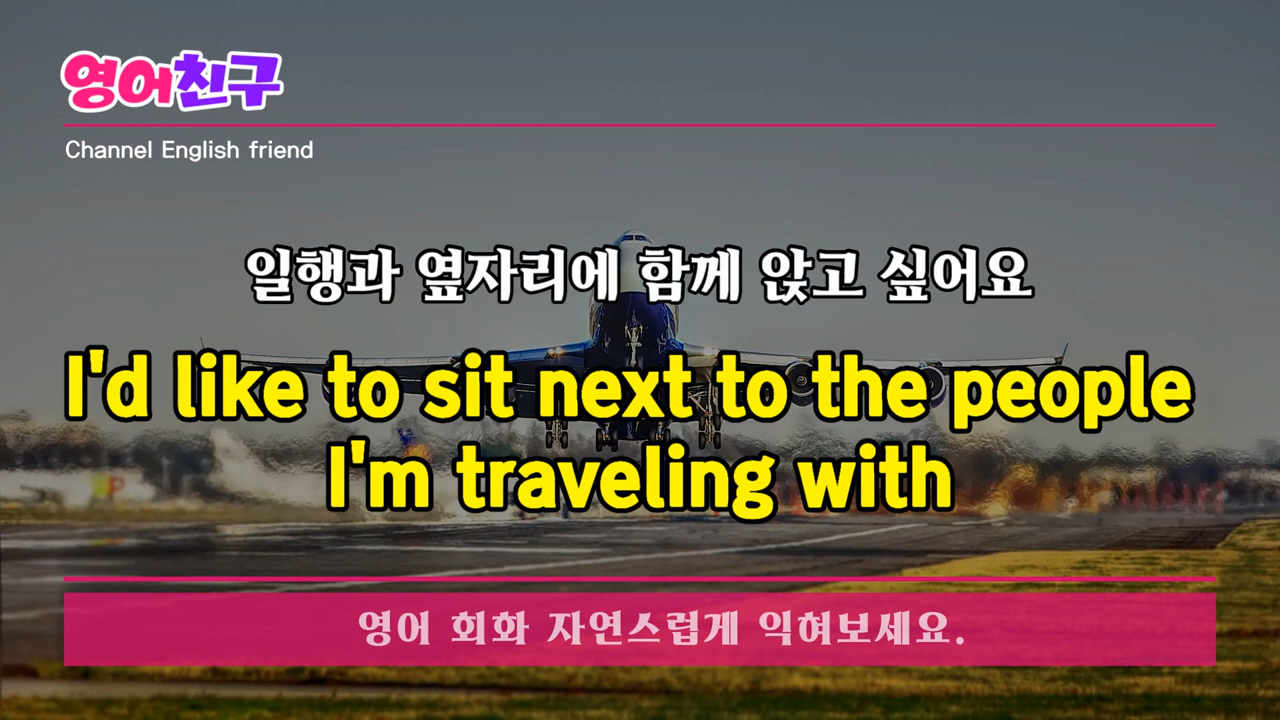 영어친구
Channel English friend
일행과 옆자리에 함께 앉고 싶어요
I'd like to sit next to the people
I'm traveling with
영어 회화 자연스럽게 익혀보세요.